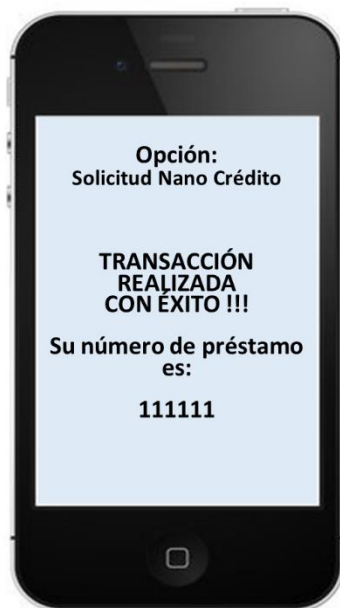 Opción:
Solicitud Nano Crédito
TRANSACCIÓN
REALIZADA
CON ÉXITO !!!
Su número de préstamo
es:
111111